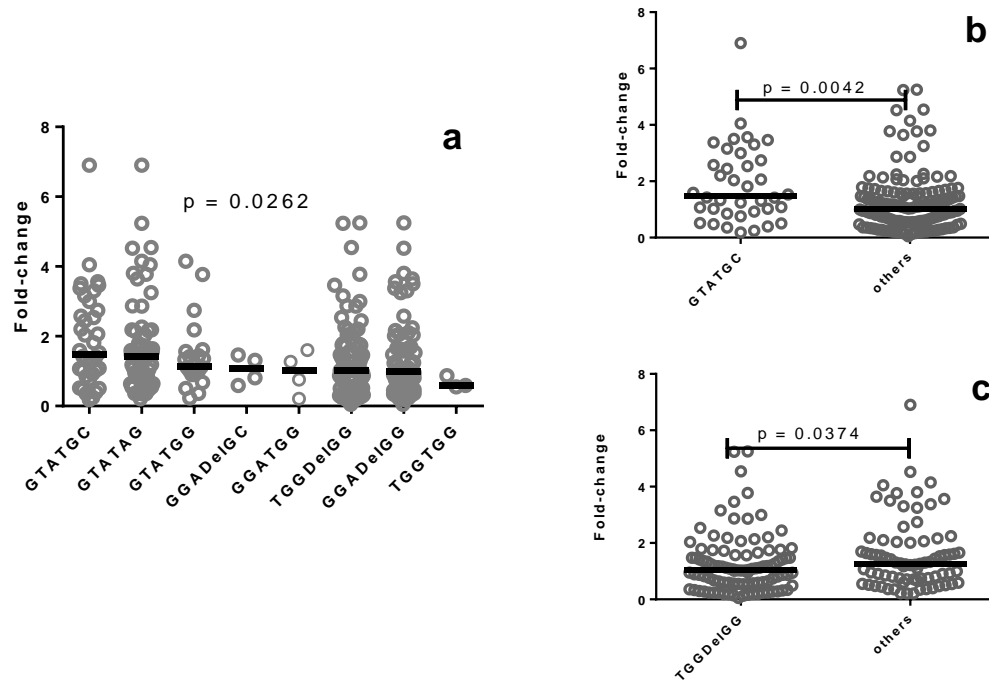 a
8
6
4
2
0
Fold-change
p = 0.0262
GTATGC
GTATAG
GTATGG
GGADelGC
GGATGG
TGGDelGG
GGADelGG
TGGTGG
b
8
6
4
2
0
Fold-change
p = 0.0042
GTATGC
others
c
8
6
4
2
0
Fold-change
p = 0.0374
TGGDelGG
others